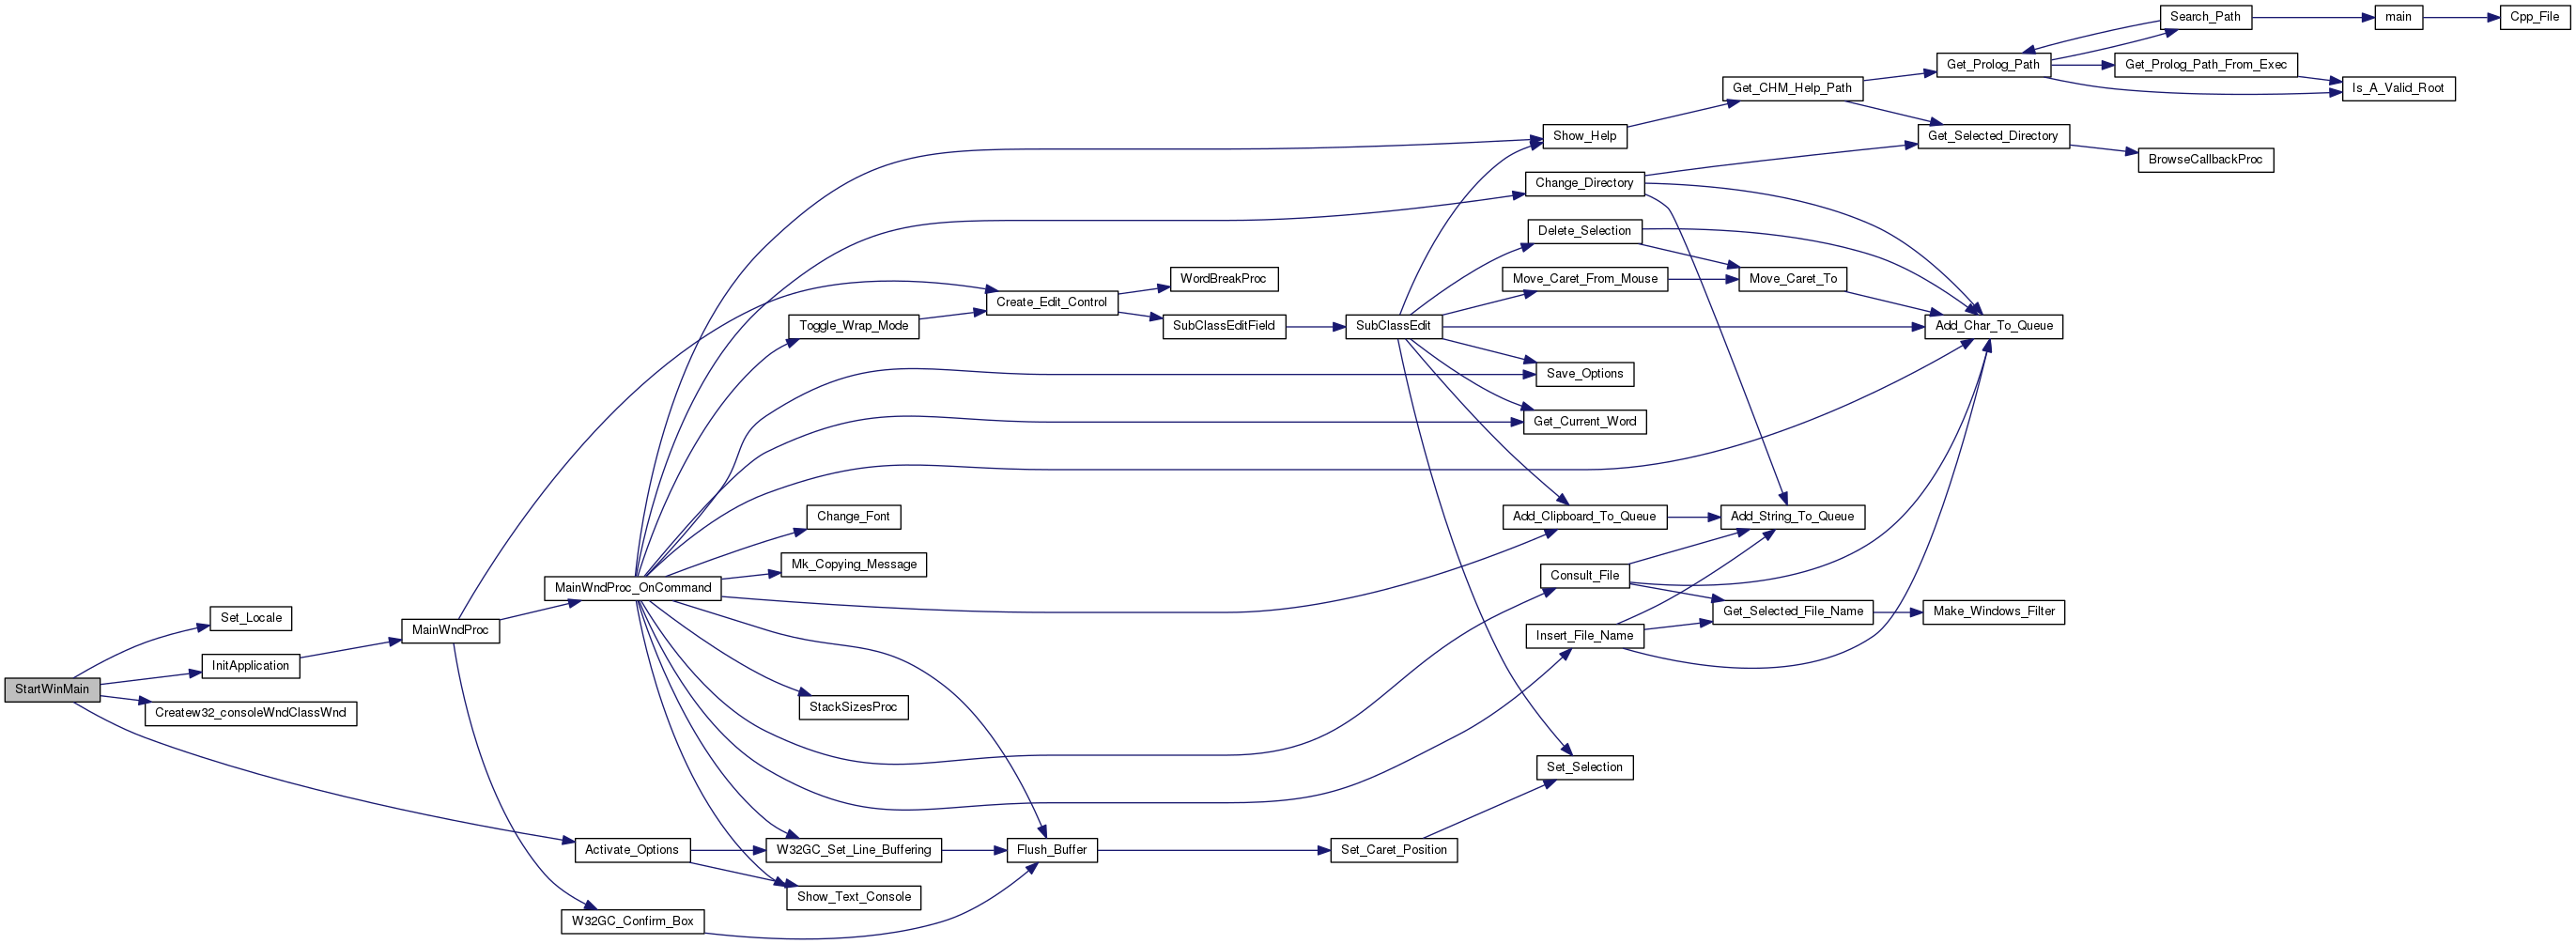 Search_Path
main
Cpp_File
Get_Prolog_Path
Get_Prolog_Path_From_Exec
Get_CHM_Help_Path
Is_A_Valid_Root
Show_Help
Get_Selected_Directory
BrowseCallbackProc
Change_Directory
Delete_Selection
WordBreakProc
Move_Caret_From_Mouse
Move_Caret_To
Create_Edit_Control
Toggle_Wrap_Mode
SubClassEditField
SubClassEdit
Add_Char_To_Queue
Save_Options
Get_Current_Word
Change_Font
Add_Clipboard_To_Queue
Add_String_To_Queue
Mk_Copying_Message
MainWndProc_OnCommand
Consult_File
Set_Locale
Get_Selected_File_Name
Make_Windows_Filter
MainWndProc
Insert_File_Name
InitApplication
StartWinMain
Createw32_consoleWndClassWnd
StackSizesProc
Set_Selection
Activate_Options
W32GC_Set_Line_Buffering
Flush_Buffer
Set_Caret_Position
Show_Text_Console
W32GC_Confirm_Box